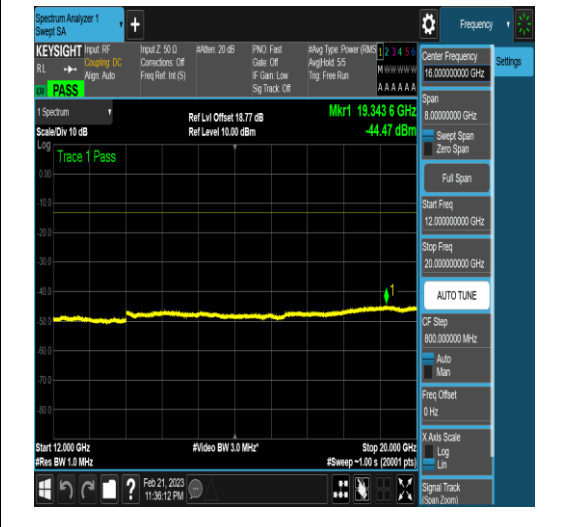 Spectrum Analyzer 1
Swept SA
+
Frequency
KEYSIGHT
RL
PASS
Input: RF
Coupling: DC
Align: Auto
Input Z: 50 Ω
Corrections: Off
Freq Ref: Int (S)
#Atten: 20 dB
PNO: Fast
Gate: Off
IF Gain: Low
Sig Track: Off
#Avg Type: Power (RMS
Avg|Hold: 5/5
Trig: Free Run
1 2 3 4 5 6
M W W W W W
A A A A A A
1 Spectrum
Scale/Div 10 dB
Ref Lvl Offset 18.77 dB
Ref Level 10.00 dBm
Mkr1 19.343 6 GHz
-44.47 dBm
Log
Trace 1 Pass
0.00
-10.0
-20.0
-30.0
-40.0
-50.0
-60.0
-70.0
-80.0
1
Start 12.000 GHz
#Res BW 1.0 MHz
#Video BW 3.0 MHz*
Stop 20.000 GHz
#Sweep ~1.00 s (20001 pts)
Center Frequency
16.000000000 GHz
Settings
Span
8.00000000 GHz
Swept Span
Zero Span
Full Span
Start Freq
12.000000000 GHz
Stop Freq
20.000000000 GHz
AUTO TUNE
CF Step
800.000000 MHz
Auto
Man
Freq Offset
0 Hz
X Axis Scale
Log
Lin
Signal Track
(Span Zoom)
?
Feb 21, 2023
11:36:12 PM